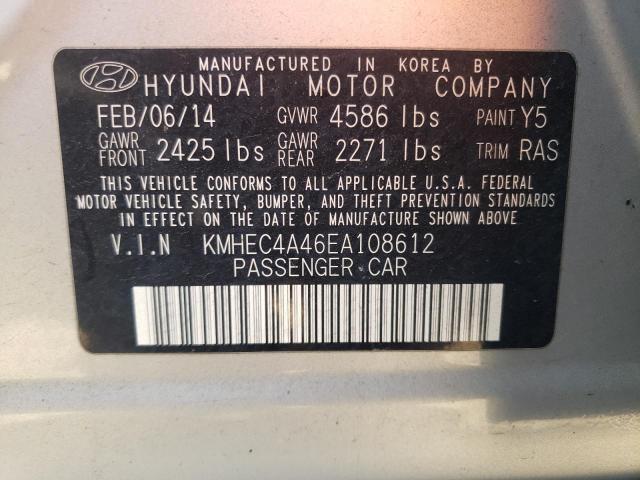 MANUFACTURED IN KOREA BY
HYUNDAI MOTOR COMPANY
FEB/06/14 GVWR 4586 lbs PAINT Y5
GAWR FRONT 2425 lbs GAWR REAR 2271 lbs TRIM RAS
THIS VEHICLE CONFORMS TO ALL APPLICABLE U.S.A. FEDERAL
MOTOR VEHICLE SAFETY, BUMPER, AND THEFT PREVENTION STANDARDS
IN EFFECT ON THE DATE OF MANUFACTURE SHOWN ABOVE.
V.I.N KMHEC4A46EA108612
PASSENGER CAR